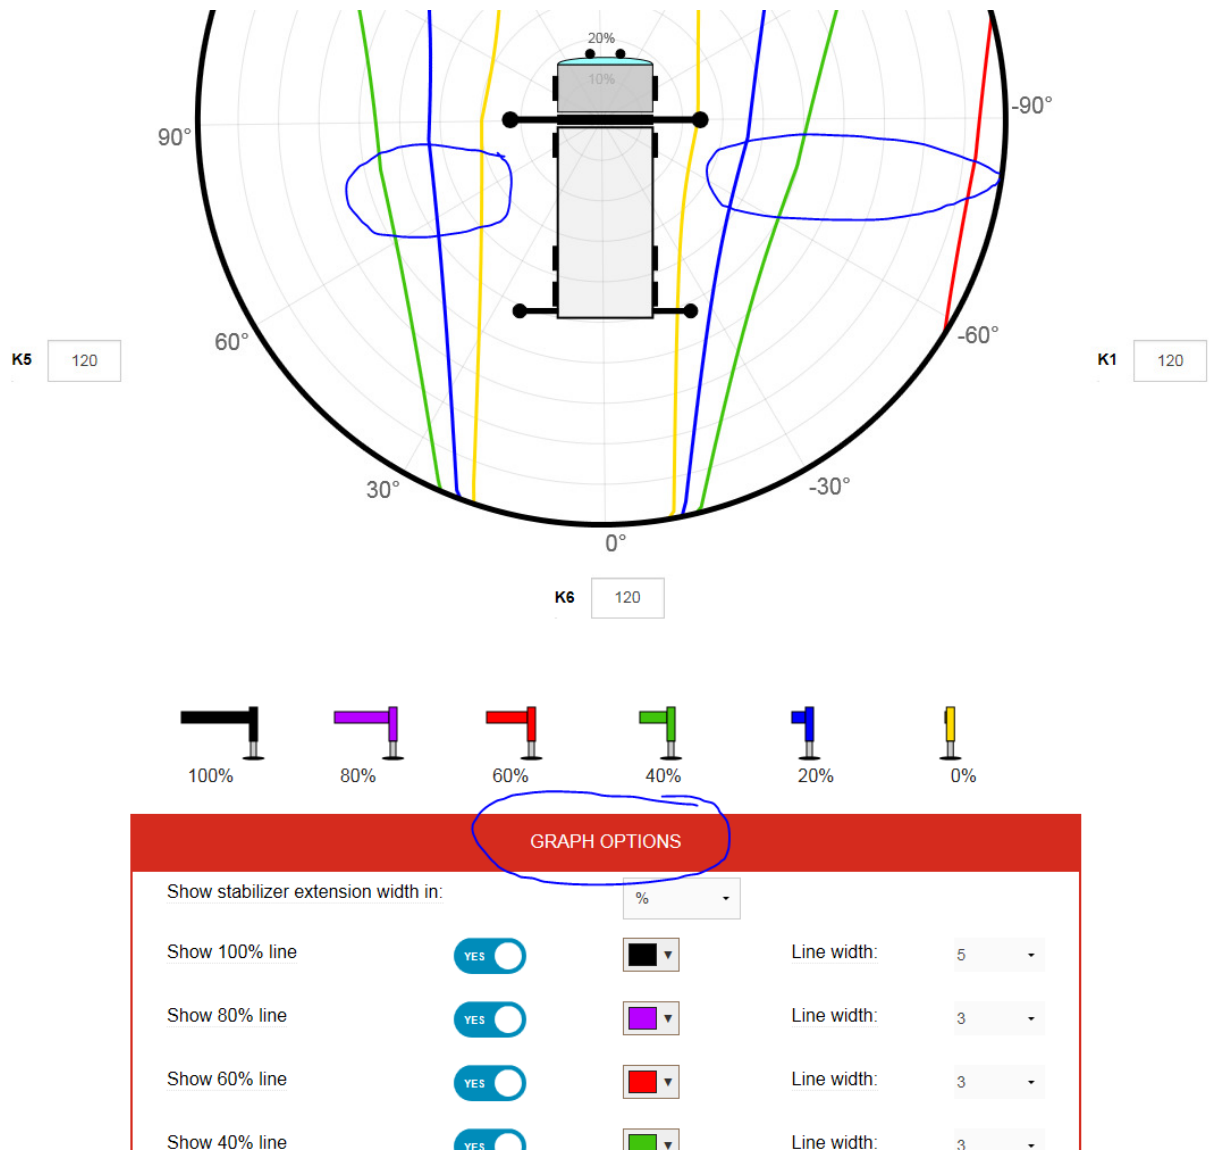 20%
10%
90°
-90°
60°
-60°
K5 120
K1 120
30°
-30°
0°
K6 120
100% 80% 60% 40% 20% 0%
GRAPH OPTIONS
Show stabilizer extension width in: %
Show 100% line YES Line width: 5
Show 80% line YES Line width: 3
Show 60% line YES Line width: 3
Show 40% line YES Line width: 3